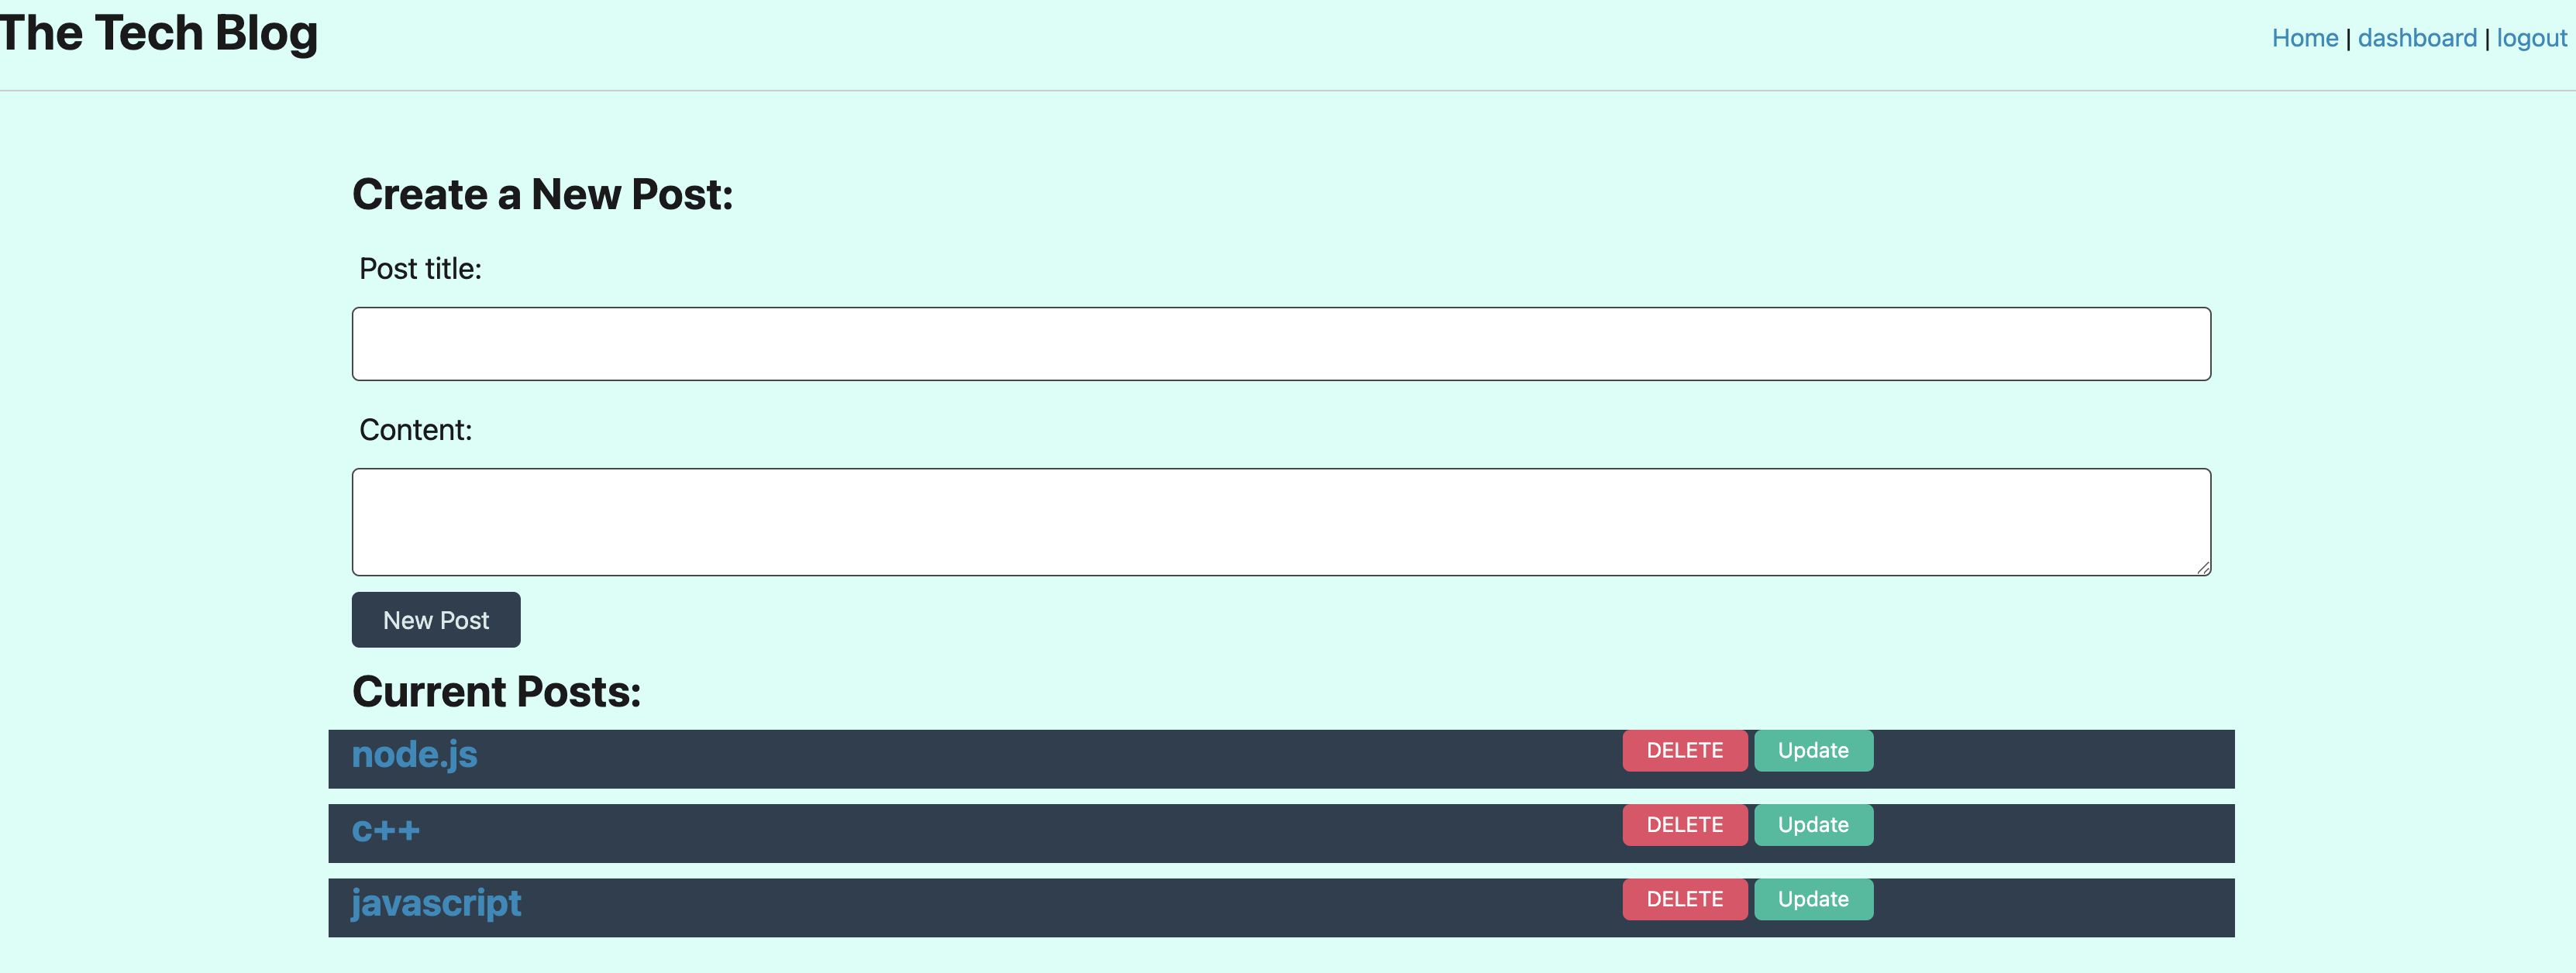 The Tech Blog
Home | dashboard | logout
Create a New Post:
Post title:
Content:
New Post
Current Posts:
node.js DELETE Update
c++ DELETE Update
javascript DELETE Update